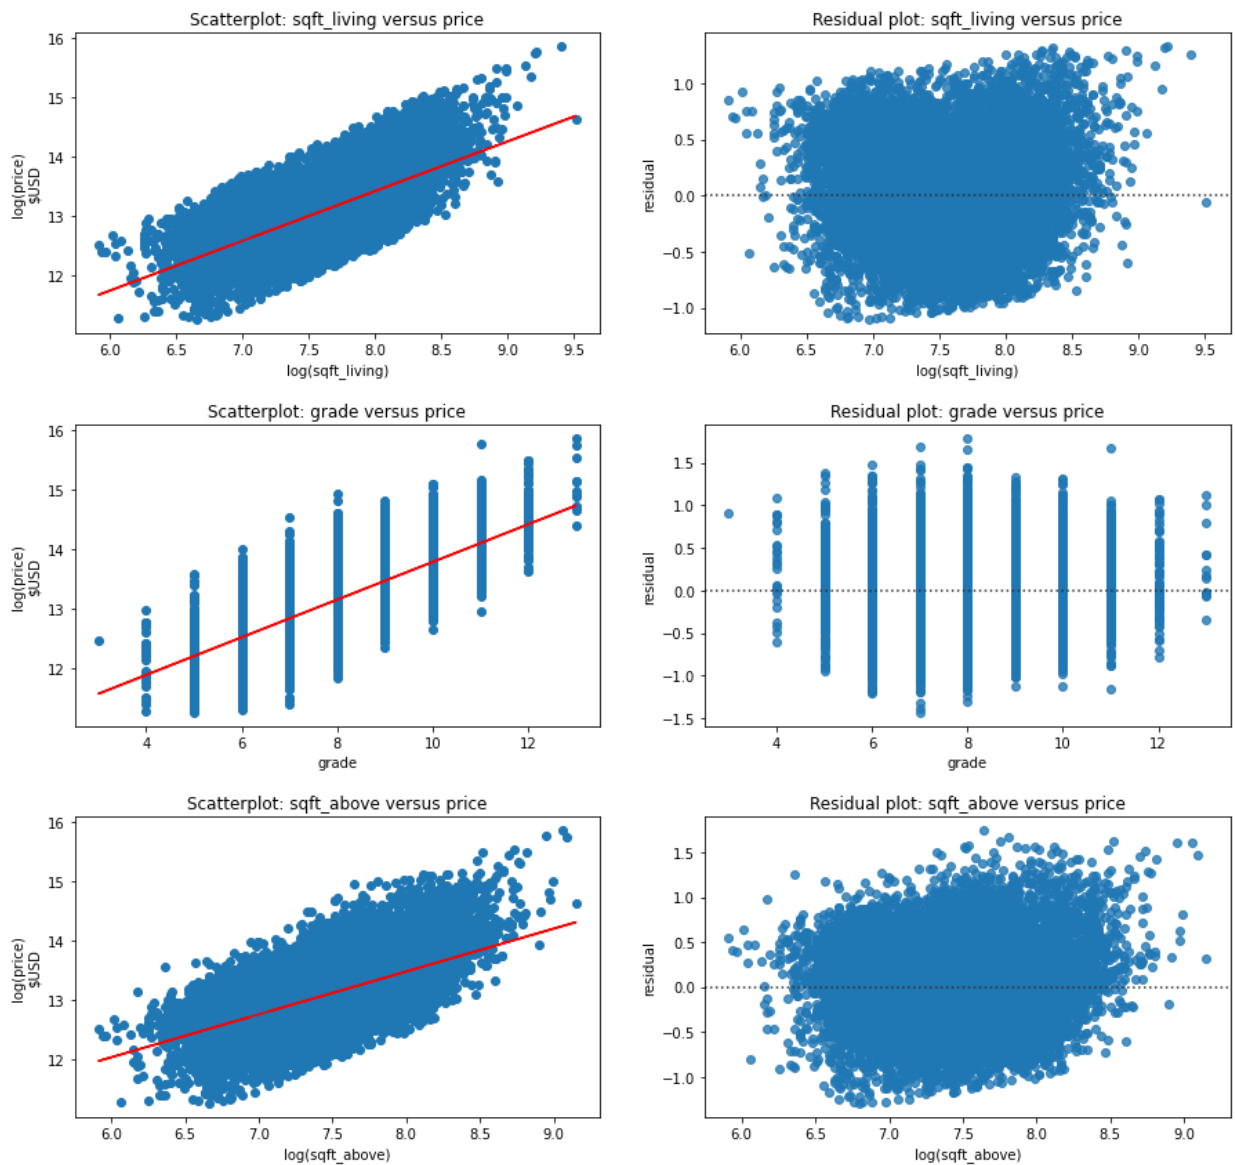 Scatterplot: sqft_living versus price
16
15
14
13
12
log(price)
$USD
6.0 6.5 7.0 7.5 8.0 8.5 9.0 9.5
log(sqft_living)
Residual plot: sqft_living versus price
1.0
0.5
0.0
−0.5
−1.0
residual
6.0 6.5 7.0 7.5 8.0 8.5 9.0 9.5
log(sqft_living)
Scatterplot: grade versus price
16
15
14
13
12
log(price)
$USD
4 6 8 10 12
grade
Residual plot: grade versus price
1.5
1.0
0.5
0.0
−0.5
−1.0
−1.5
residual
4 6 8 10 12
grade
Scatterplot: sqft_above versus price
16
15
14
13
12
log(price)
$USD
6.0 6.5 7.0 7.5 8.0 8.5 9.0
log(sqft_above)
Residual plot: sqft_above versus price
1.5
1.0
0.5
0.0
−0.5
−1.0
residual
6.0 6.5 7.0 7.5 8.0 8.5 9.0
log(sqft_above)